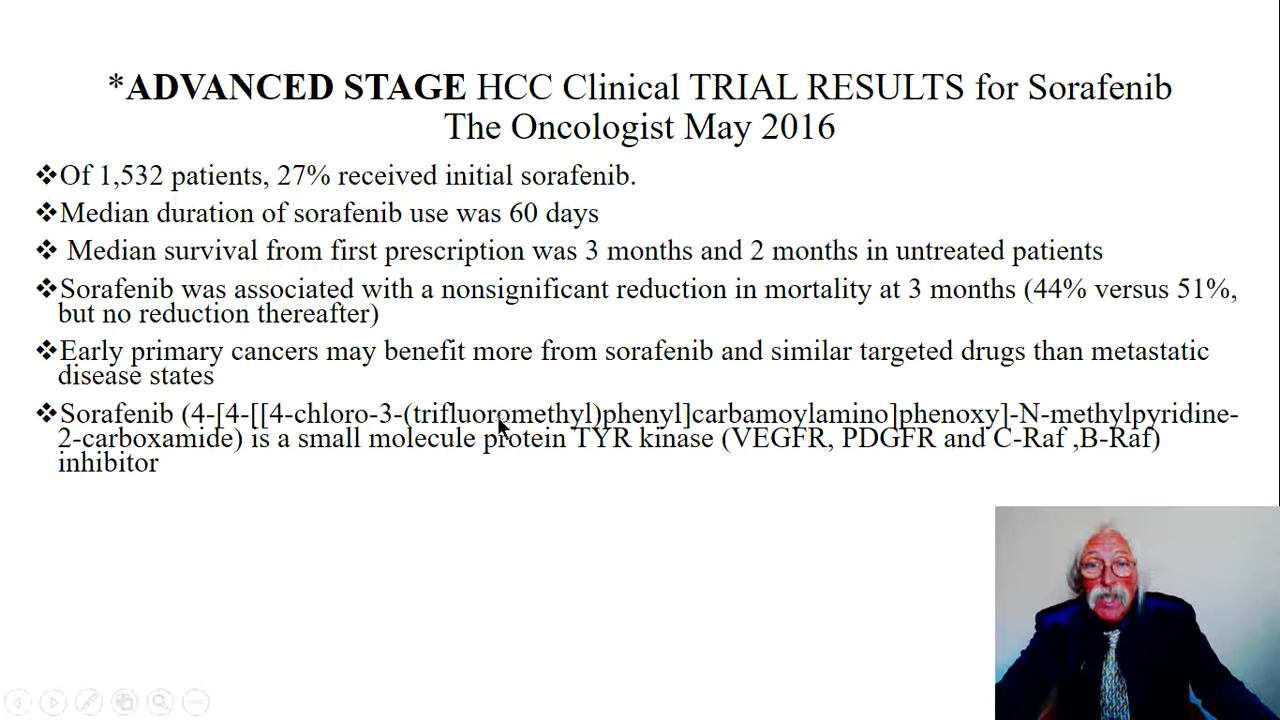 *ADVANCED STAGE HCC Clinical TRIAL RESULTS for Sorafenib
The Oncologist May 2016
❖Of 1,532 patients, 27% received initial sorafenib.
❖Median duration of sorafenib use was 60 days
❖ Median survival from first prescription was 3 months and 2 months in untreated patients
❖Sorafenib was associated with a nonsignificant reduction in mortality at 3 months (44% versus 51%,
but no reduction thereafter)
❖Early primary cancers may benefit more from sorafenib and similar targeted drugs than metastatic
disease states
❖Sorafenib (4-[4-[[4-chloro-3-(trifluoromethyl)phenyl]carbamoylamino]phenoxy]-N-methylpyridine-
2-carboxamide) is a small molecule protein TYR kinase (VEGFR, PDGFR and C-Raf ,B-Raf)
inhibitor